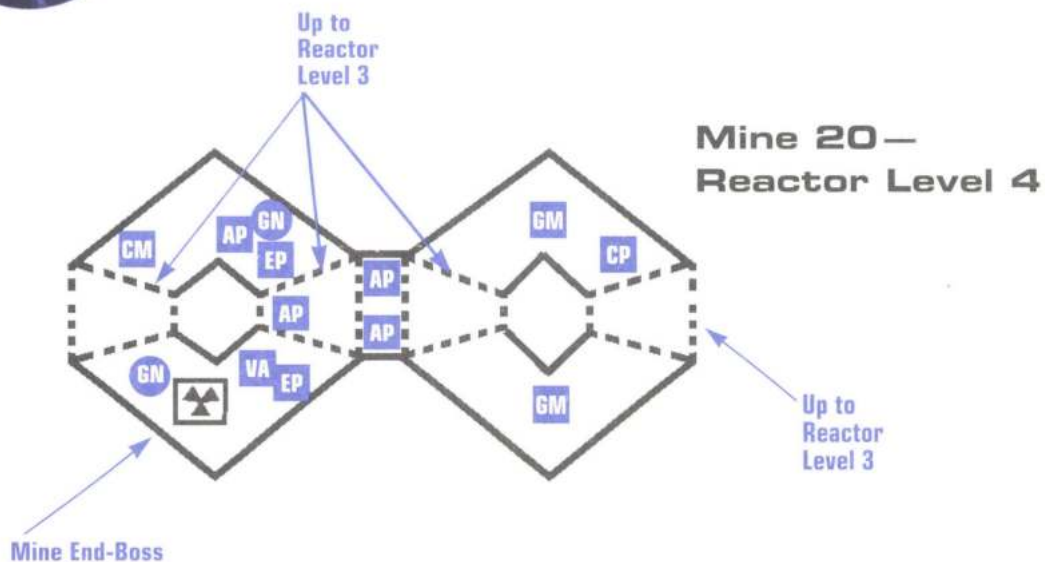 Up to
Reactor
Level 3
Mine 20—
Reactor Level 4
GM
GN
AP
CM
EP
CP
AP
AP
AP
GN
VA
EP
GM
Up to
Reactor
Level 3
Mine End-Boss